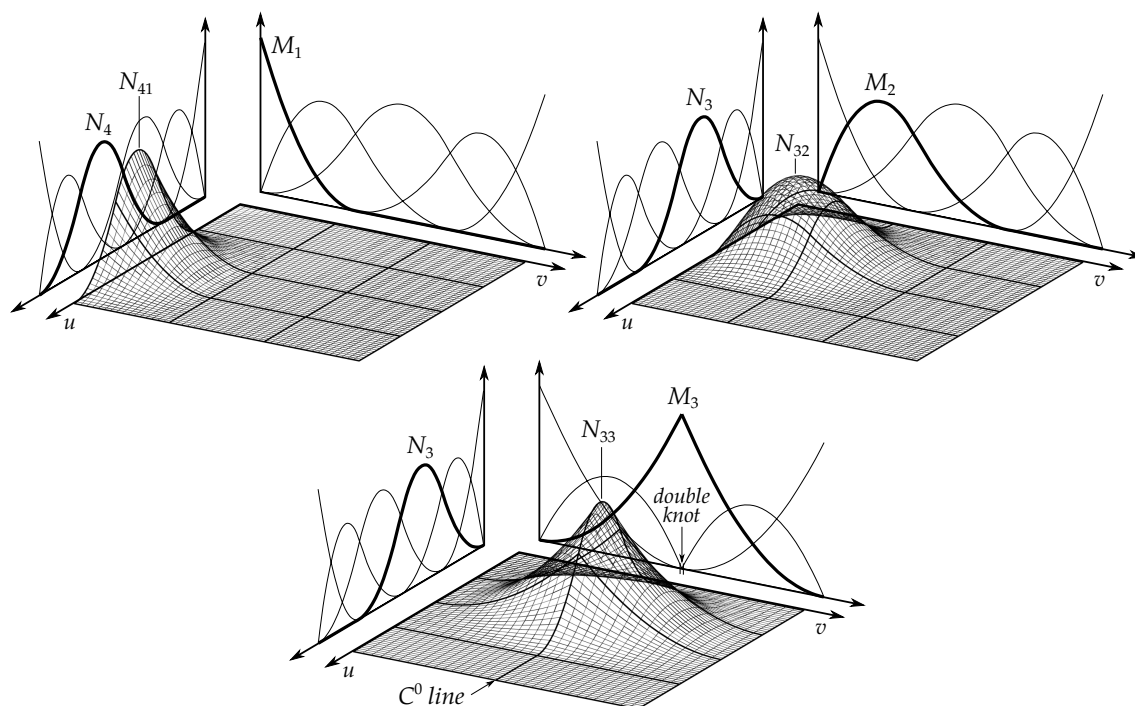 M₁
N₄₁
N₄
v
u
M₂
N₃
N₃₂
v
u
M₃
N₃₃
N₃
double
knot
v
u
C⁰ line